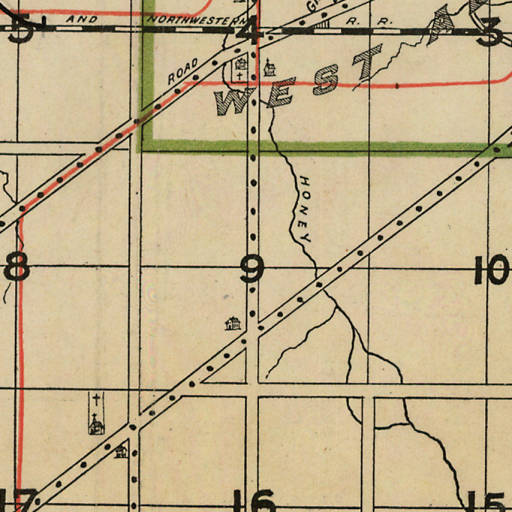 5 AND NORTHWESTERN 4 R. R. 3
ROAD
WEST A
HONEY
8 9 10
17 16 15